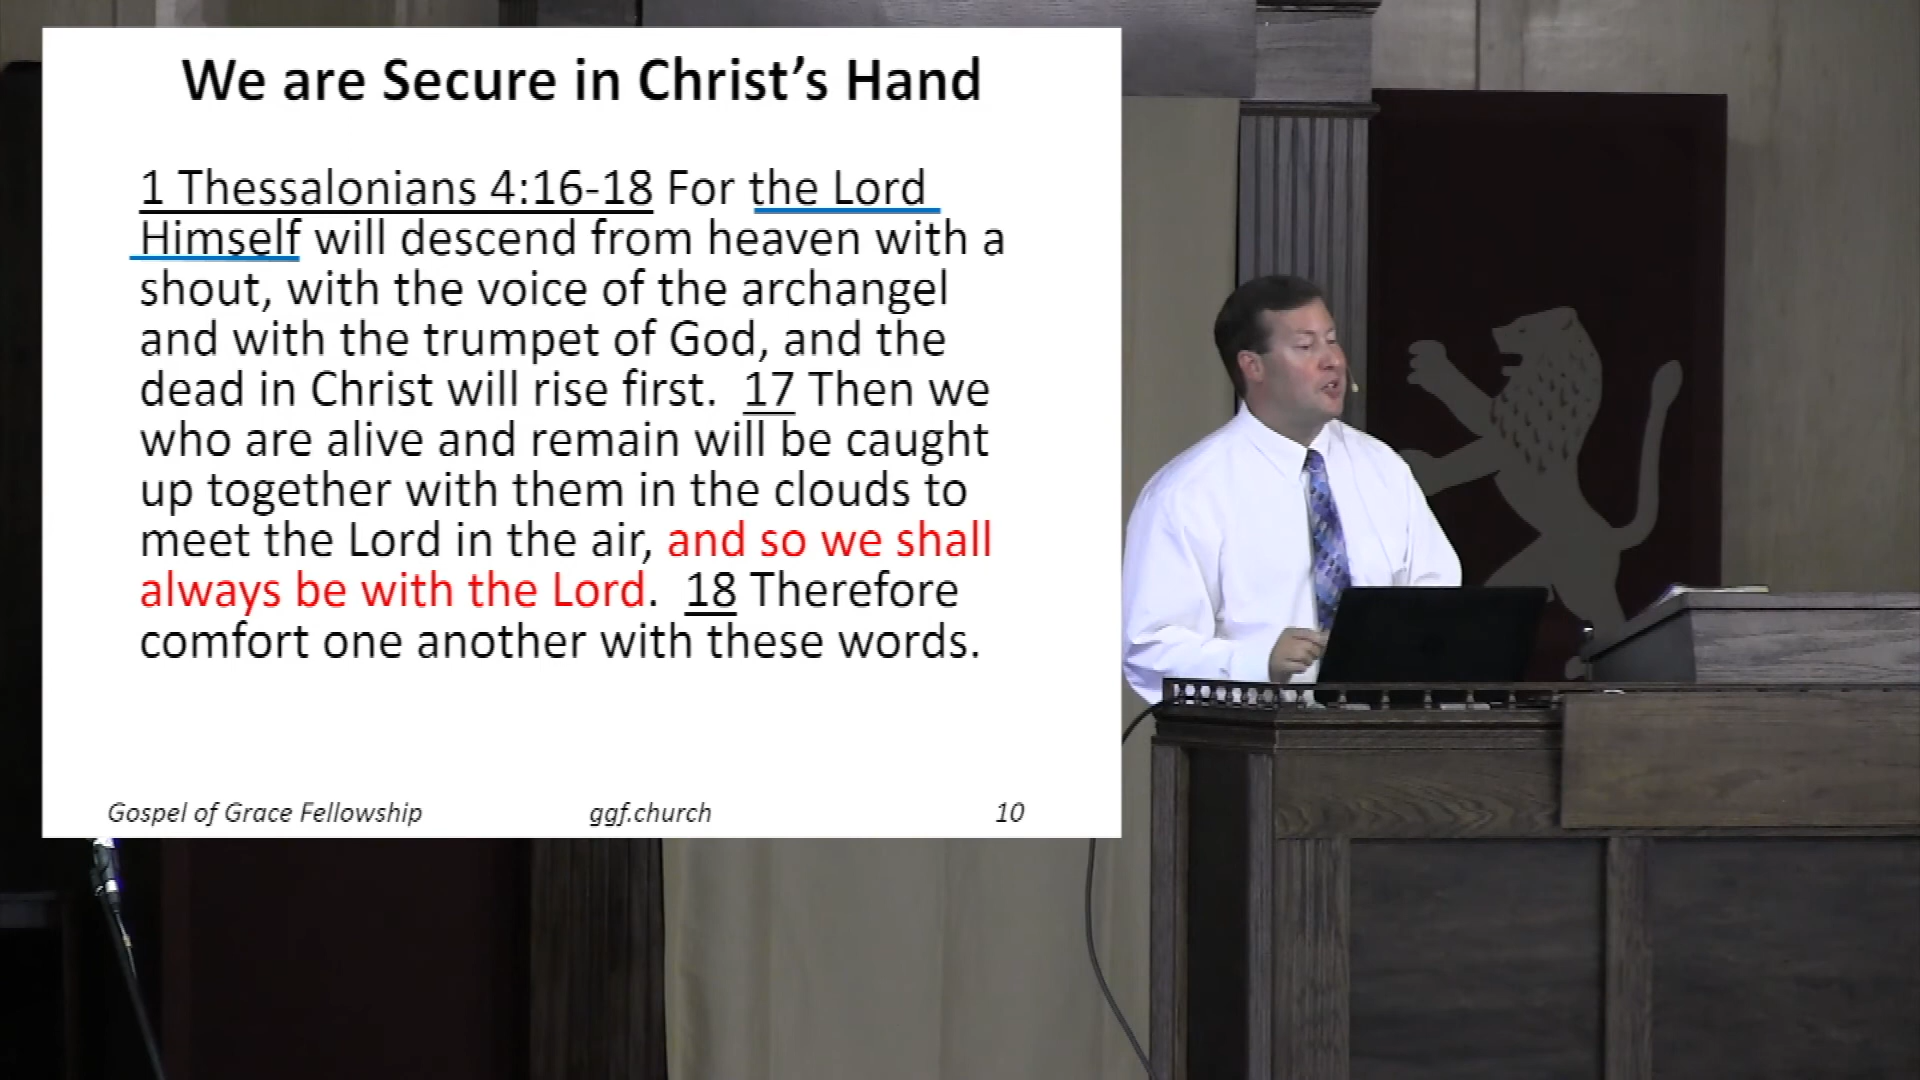 We are Secure in Christ’s Hand
1 Thessalonians 4:16-18 For the Lord
Himself will descend from heaven with a
shout, with the voice of the archangel
and with the trumpet of God, and the
dead in Christ will rise first.  17 Then we
who are alive and remain will be caught
up together with them in the clouds to
meet the Lord in the air, and so we shall
always be with the Lord.  18 Therefore
comfort one another with these words.
Gospel of Grace Fellowship
ggf.church
10